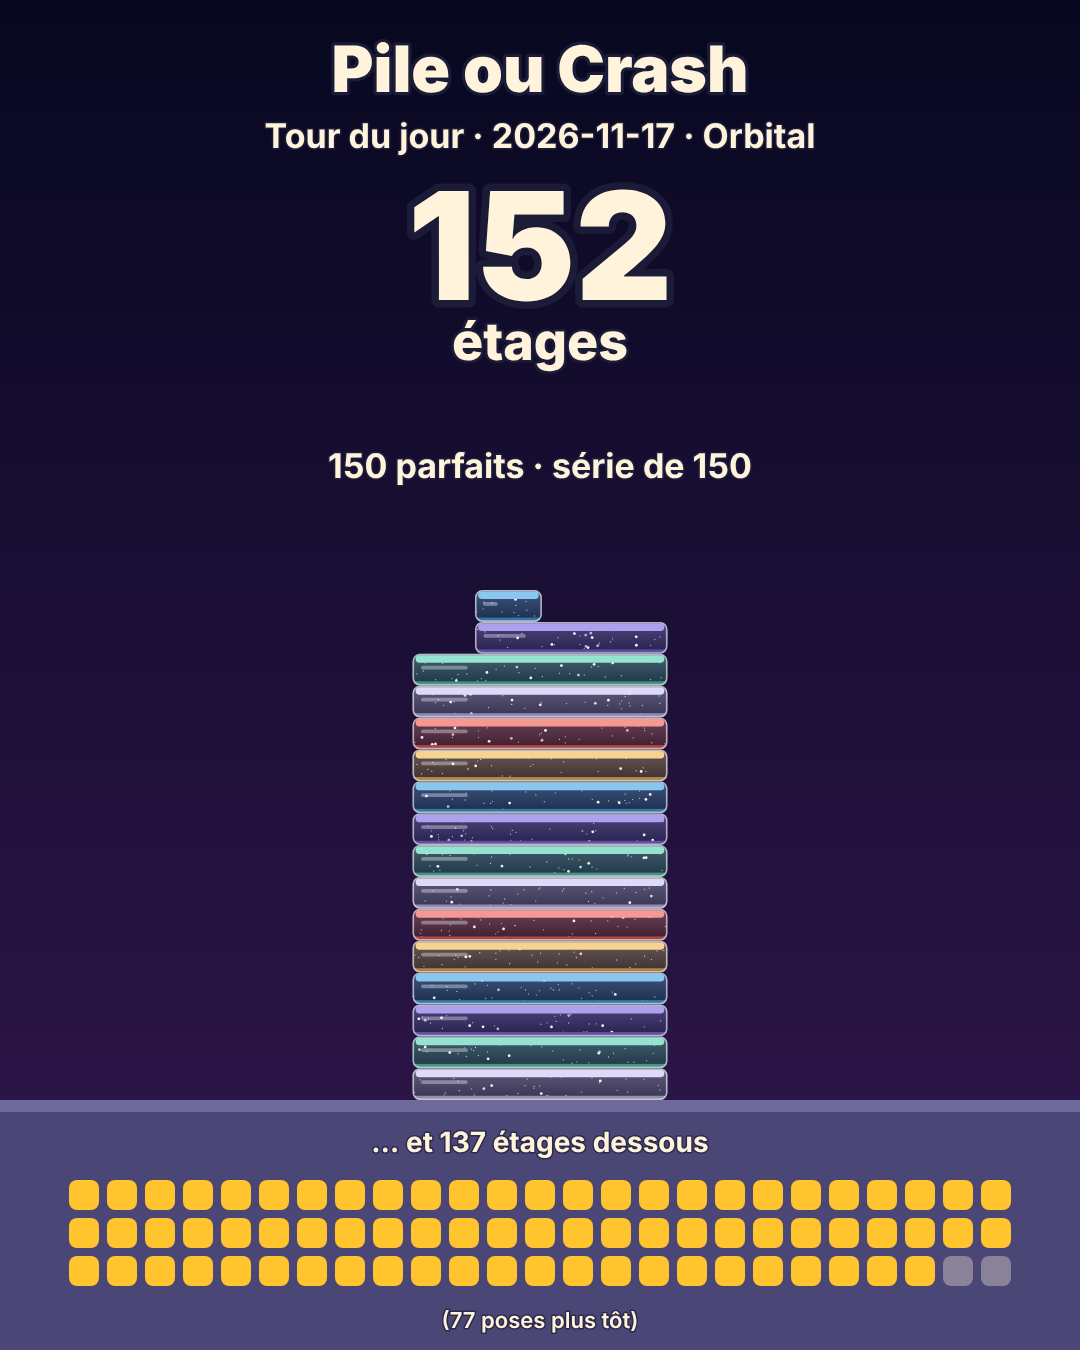 Pile ou Crash
Tour du jour · 2026-11-17 · Orbital
152
étages
150 parfaits · série de 150
... et 137 étages dessous
(77 poses plus tôt)